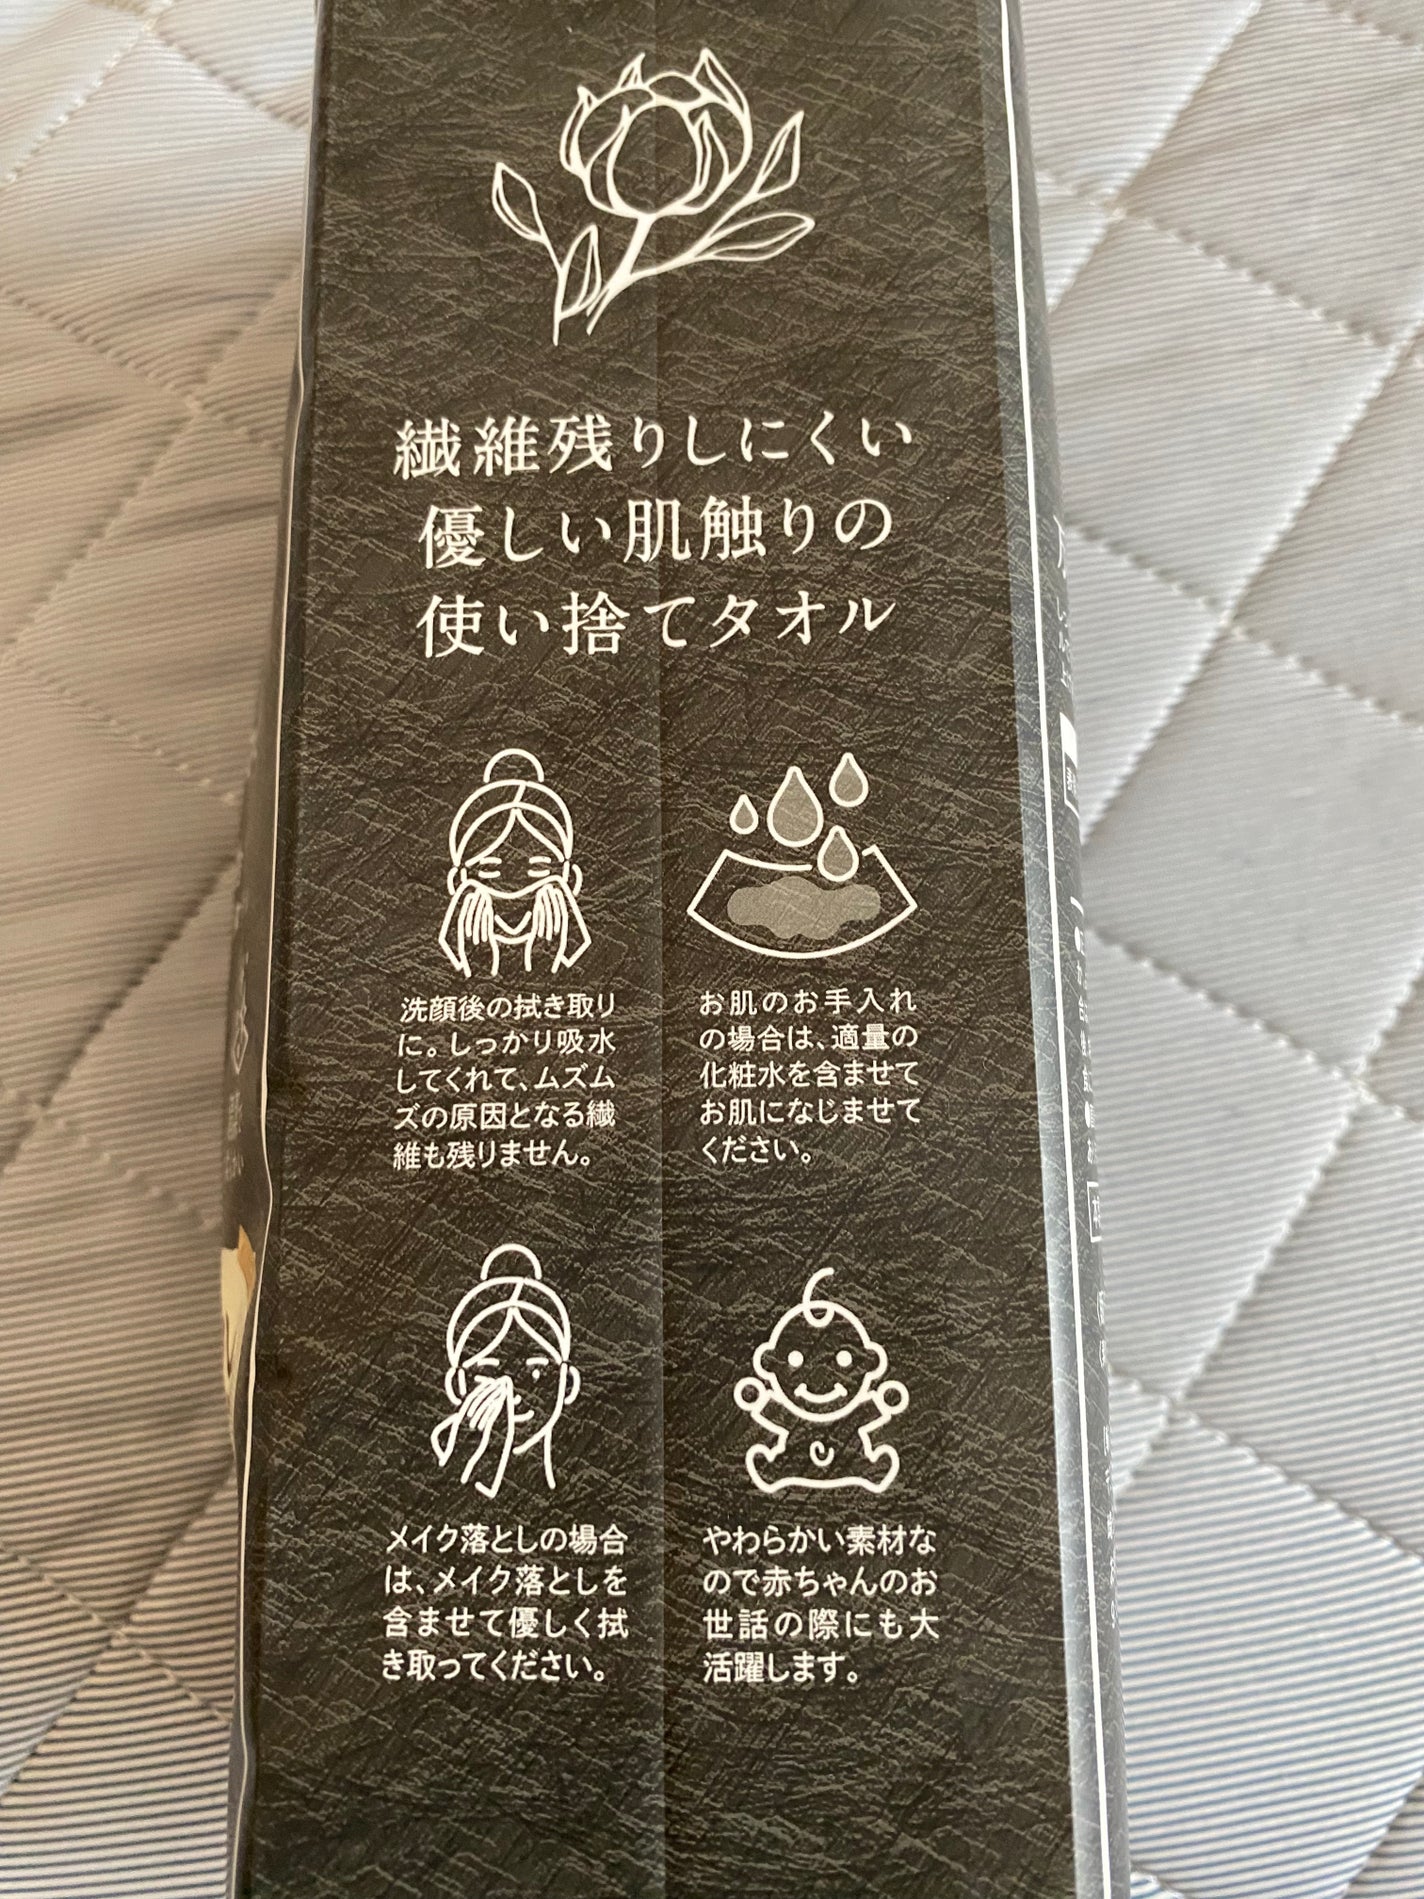 繊維残りしにくい
優しい肌触りの
使い捨てタオル
洗顔後の拭き取り
に。しっかり吸水
してくれて、ムズム
ズの原因となる繊
維も残りません。
お肌のお手入れ
の場合は、適量の
化粧水を含ませて
お肌になじませて
ください。
メイク落としの場合
は、メイク落としを
含ませて優しく拭
き取ってください。
やわらかい素材な
ので赤ちゃんのお
世話の際にも大
活躍します。